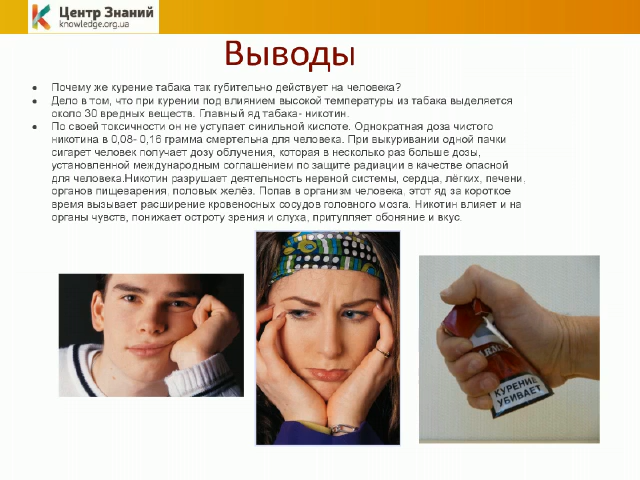 Центр Знаний
knowledge.org.ua
Выводы
• Почему же курение табака так губительно действует на человека?
• Дело в том, что при курении под влиянием высокой температуры из табака выделяется
около 30 вредных веществ. Главный яд табака- никотин.
• По своей токсичности он не уступает синильной кислоте. Однократная доза чистого
никотина в 0,08- 0,16 грамма смертельна для человека. При выкуривании одной пачки
сигарет человек получает дозу облучения, которая в несколько раз больше дозы,
установленной международным соглашением по защите радиации в качестве опасной
для человека.Никотин разрушает деятельность нервной системы, сердца, лёгких, печени,
органов пищеварения, половых желёз. Попав в организм человека, этот яд за короткое
время вызывает расширение кровеносных сосудов головного мозга. Никотин влияет и на
органы чувств, понижает остроту зрения и слуха, притупляет обоняние и вкус.
КУРЕНИЕ
УБИВАЕТ